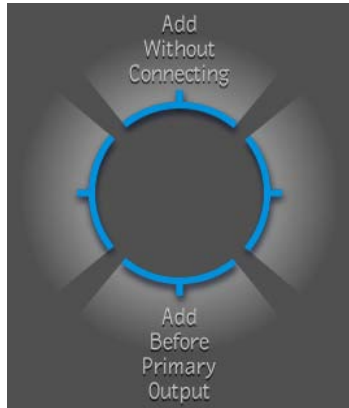 Add
Without
Connecting
Add
Before
Primary
Output